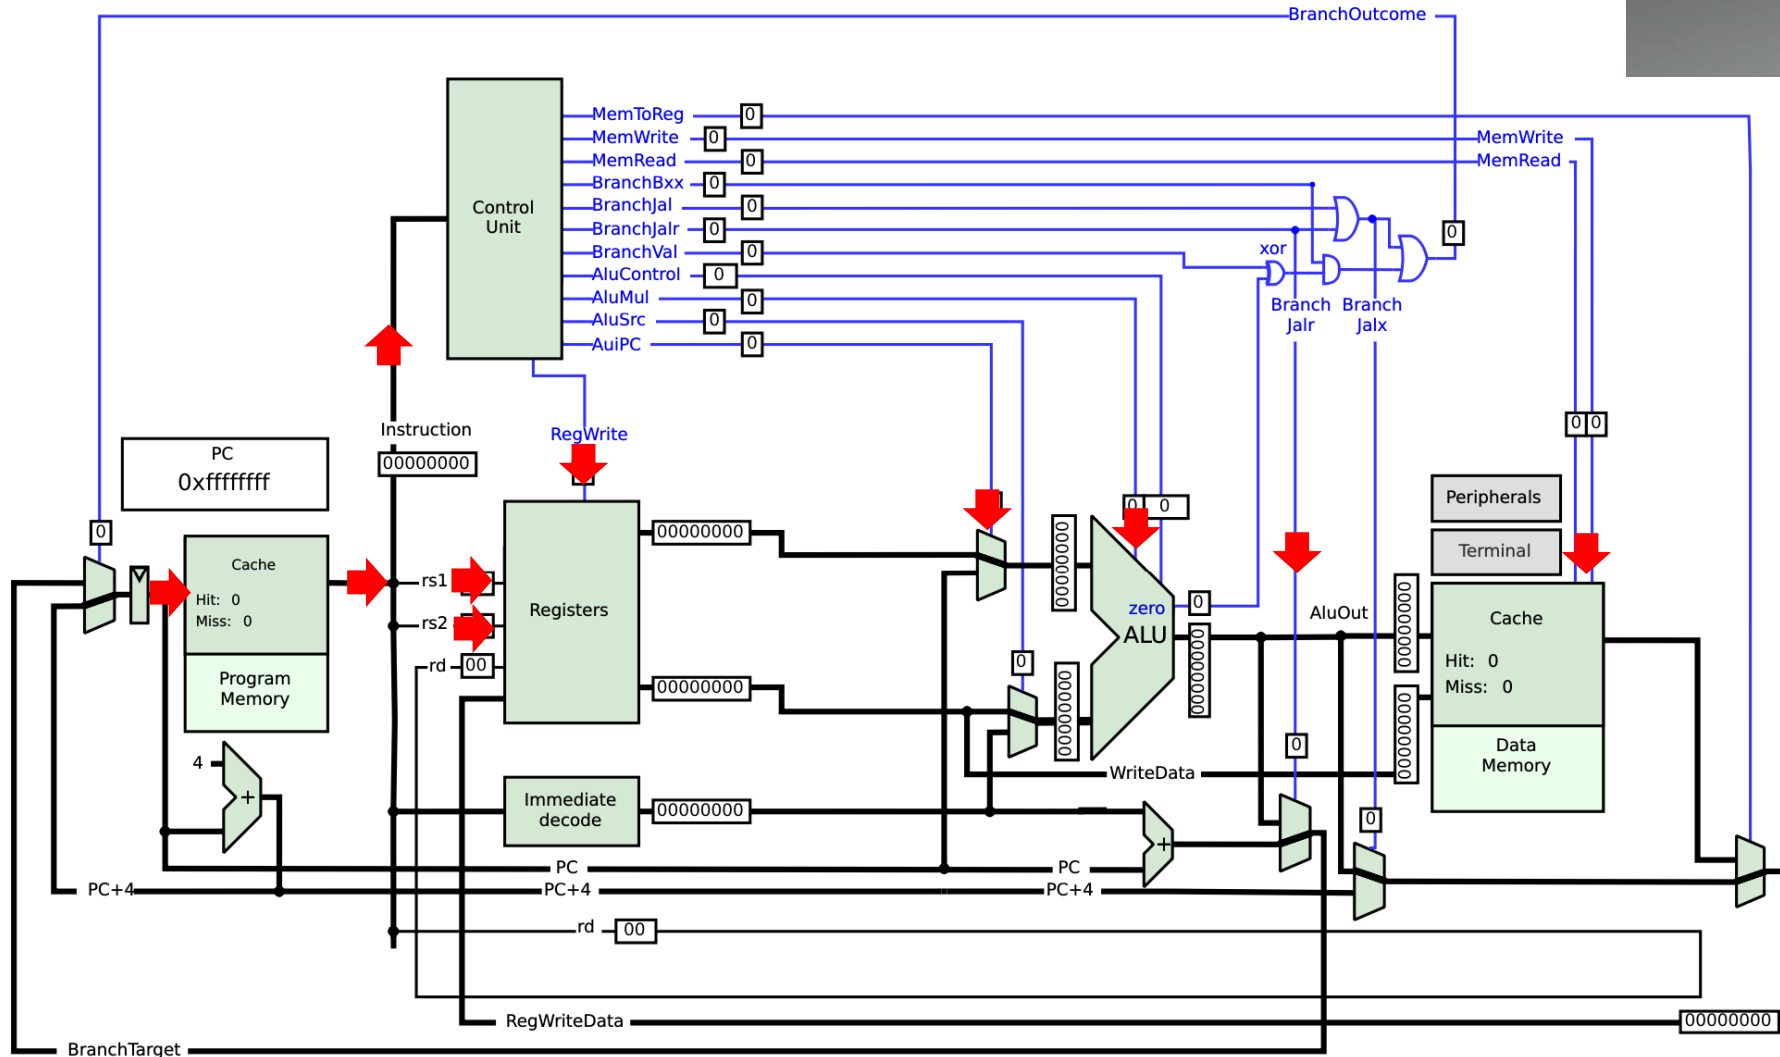 BranchOutcome
MemToReg 0
MemWrite 0 MemWrite
MemRead 0 MemRead
BranchBxx 0
BranchJal 0
BranchJalr 0
BranchVal 0
AluControl 0
AluMul 0
AluSrc 0
AuiPC 0
Control
Unit
0
xor
Branch
Jalr
Branch
Jalx
Instruction
00000000
RegWrite
PC
0xffffffff
0
Cache
Hit: 0
Miss: 0
Program
Memory
4
+
rs1
rs2
rd 00
Registers
00000000
00000000
Immediate
decode
00000000
0
00000000
00000000
0
0
zero
ALU
0
00000000
AluOut
0 0
Peripherals
Terminal
00000000
00000000
Cache
Hit: 0
Miss: 0
Data
Memory
WriteData
0
0
+
PC PC
PC+4 PC+4 PC+4
rd 00
RegWriteData 00000000
BranchTarget